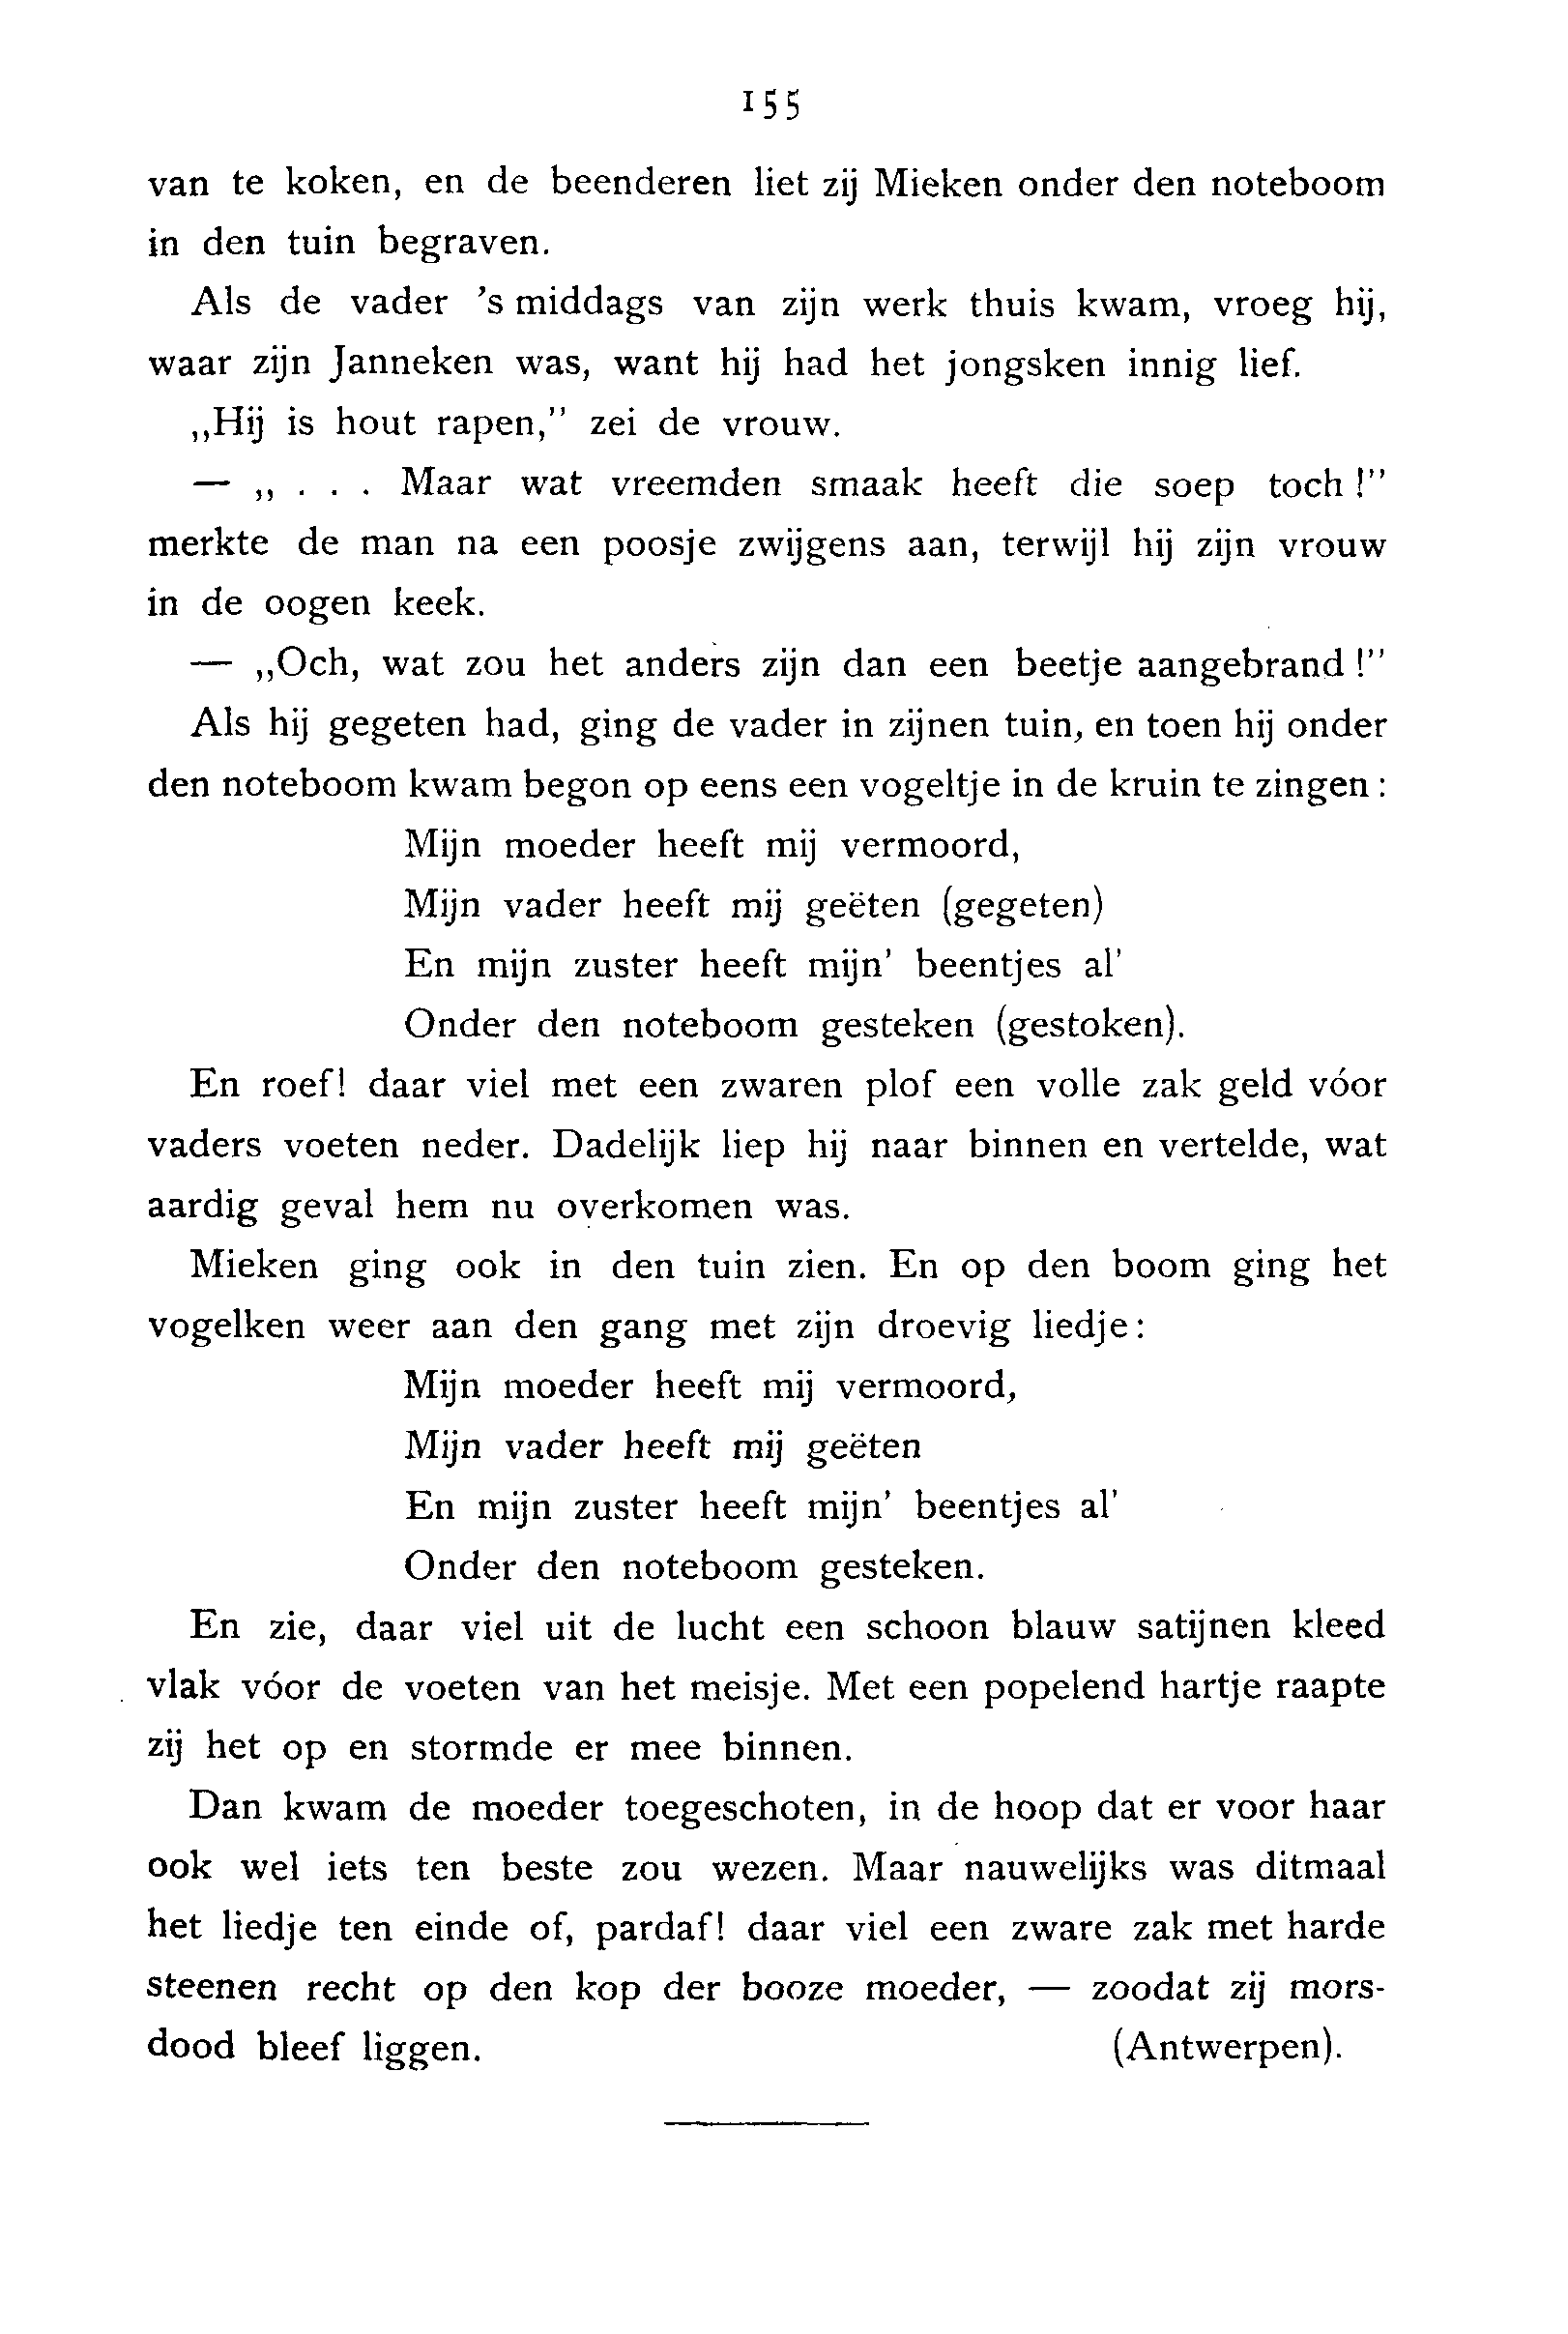 155
van te koken, en de beenderen liet zij Mieken onder den noteboom
in den tuin begraven.
Als de vader 's middags van zijn werk thuis kwam, vroeg hij,
waar zijn Janneken was, want hij had het jongsken innig lief.
„Hij is hout rapen,” zei de vrouw.
— „ . . . Maar wat vreemden smaak heeft die soep toch !”
merkte de man na een poosje zwijgens aan, terwijl hij zijn vrouw
in de oogen keek.
— „Och, wat zou het anders zijn dan een beetje aangebrand !”
Als hij gegeten had, ging de vader in zijnen tuin, en toen hij onder
den noteboom kwam begon op eens een vogeltje in de kruin te zingen :
Mijn moeder heeft mij vermoord,
Mijn vader heeft mij geëten (gegeten)
En mijn zuster heeft mijn’ beentjes al’
Onder den noteboom gesteken (gestoken).
En roef! daar viel met een zwaren plof een volle zak geld vóor
vaders voeten neder. Dadelijk liep hij naar binnen en vertelde, wat
aardig geval hem nu overkomen was.
Mieken ging ook in den tuin zien. En op den boom ging het
vogelken weer aan den gang met zijn droevig liedje:
Mijn moeder heeft mij vermoord,
Mijn vader heeft mij geëten
En mijn zuster heeft mijn’ beentjes al’
Onder den noteboom gesteken.
En zie, daar viel uit de lucht een schoon blauw satijnen kleed
vlak vóor de voeten van het meisje. Met een popelend hartje raapte
zij het op en stormde er mee binnen.
Dan kwam de moeder toegeschoten, in de hoop dat er voor haar
ook wel iets ten beste zou wezen. Maar nauwelijks was ditmaal
het liedje ten einde of, pardaf! daar viel een zware zak met harde
steenen recht op den kop der booze moeder, — zoodat zij mors-
dood bleef liggen. (Antwerpen).